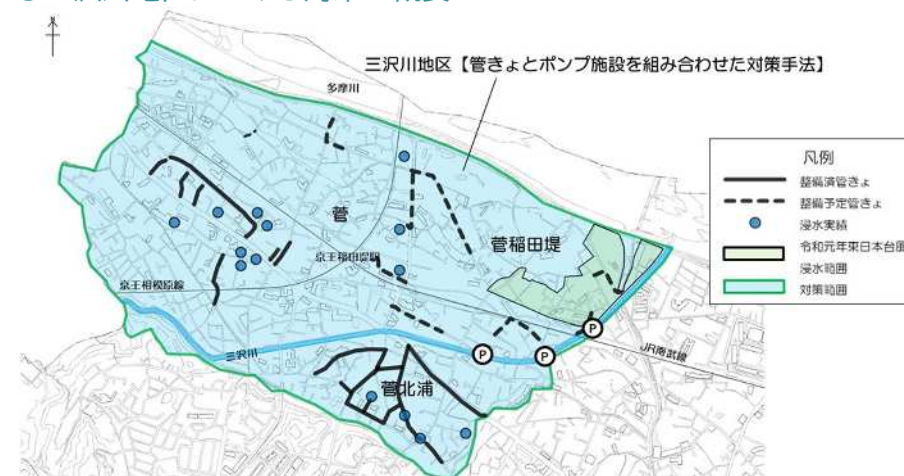 三沢川地区【管きょとポンプ施設を組み合わせた対策手法】
多摩川
凡例
整備済管きょ
整備予定管きょ
浸水実績
令和元年東日本台風
浸水範囲
対策範囲
菅
菅稲田堤
京王稲田堤駅
京王相模原線
三沢川
P
P
P
JR南武線
菅北浦